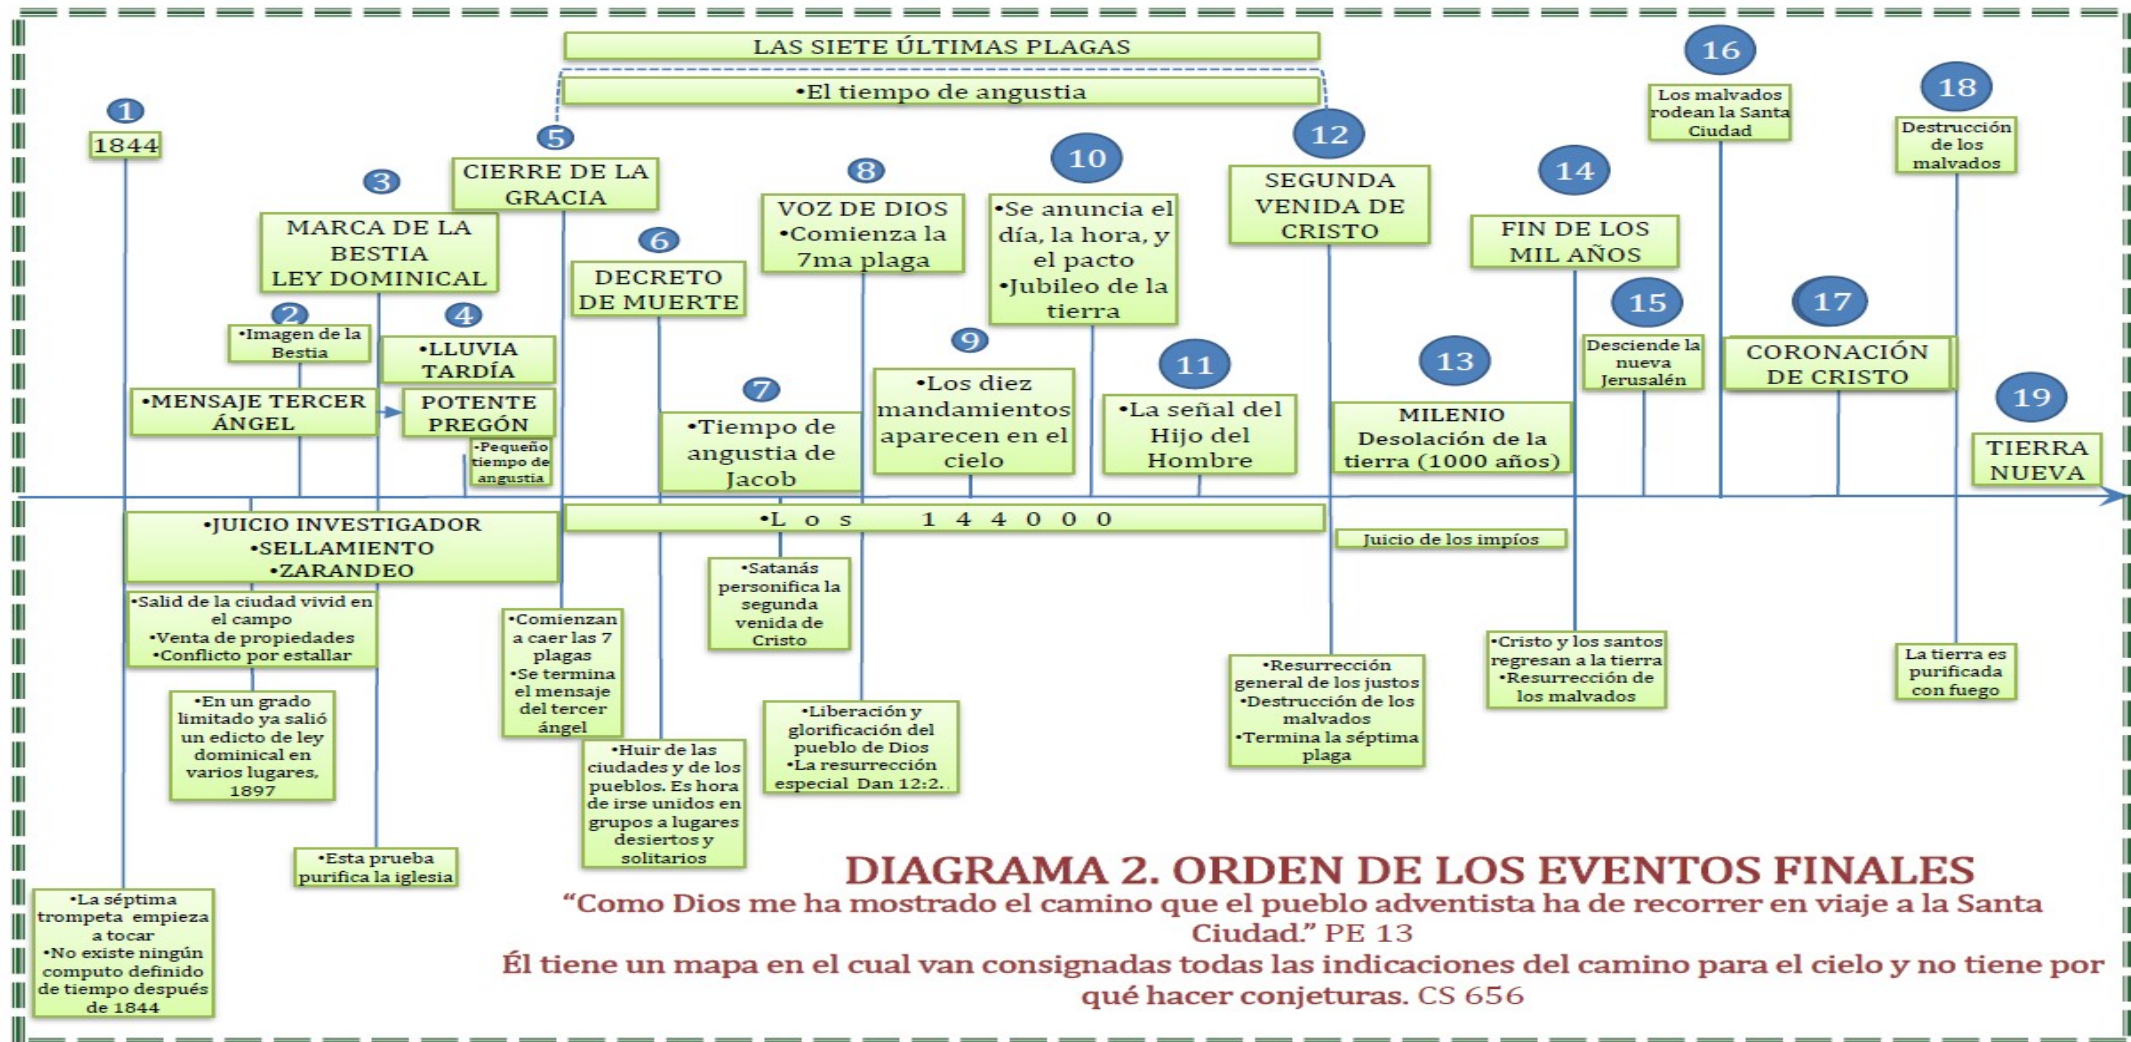 LAS SIETE ÚLTIMAS PLAGAS
•El tiempo de angustia
1
1844
2
•Imagen de la
Bestia
•MENSAJE TERCER
ÁNGEL
3
MARCA DE LA
BESTIA
LEY DOMINICAL
4
•LLUVIA
TARDÍA
POTENTE
PREGÓN
•Pequeño
tiempo de
angustia
5
CIERRE DE LA
GRACIA
6
DECRETO
DE MUERTE
7
•Tiempo de
angustia de
Jacob
8
VOZ DE DIOS
•Comienza la
7ma plaga
9
•Los diez
mandamientos
aparecen en el
cielo
10
•Se anuncia el
día, la hora, y
el pacto
•Jubileo de la
tierra
11
•La señal del
Hijo del
Hombre
12
SEGUNDA
VENIDA DE
CRISTO
13
MILENIO
Desolación de la
tierra (1000 años)
14
FIN DE LOS
MIL AÑOS
15
Desciende la
nueva
Jerusalén
16
Los malvados
rodean la Santa
Ciudad
17
CORONACIÓN
DE CRISTO
18
Destrucción
de los
malvados
19
TIERRA
NUEVA
•JUICIO INVESTIGADOR
•SELLAMIENTO
•ZARANDEO
•L o s 1 4 4 0 0 0
Juicio de los impíos
•Salid de la ciudad vivid en
el campo
•Venta de propiedades
•Conflicto por estallar
•En un grado
limitado ya salió
un edicto de ley
dominical en
varios lugares,
1897
•Esta prueba
purifica la iglesia
•La séptima
trompeta empieza
a tocar
•No existe ningún
computo definido
de tiempo después
de 1844
•Comienzan
a caer las 7
plagas
•Se termina
el mensaje
del tercer
ángel
•Huir de las
ciudades y de los
pueblos. Es hora
de irse unidos en
grupos a lugares
desiertos y
solitarios
•Satanás
personifica la
segunda
venida de
Cristo
•Liberación y
glorificación del
pueblo de Dios
•La resurrección
especial Dan 12:2.
•Resurrección
general de los justos
•Destrucción de los
malvados
•Termina la séptima
plaga
•Cristo y los santos
regresan a la tierra
•Resurrección de
los malvados
La tierra es
purificada
con fuego
DIAGRAMA 2. ORDEN DE LOS EVENTOS FINALES
“Como Dios me ha mostrado el camino que el pueblo adventista ha de recorrer en viaje a la Santa
Ciudad.” PE 13
Él tiene un mapa en el cual van consignadas todas las indicaciones del camino para el cielo y no tiene por
qué hacer conjeturas. CS 656